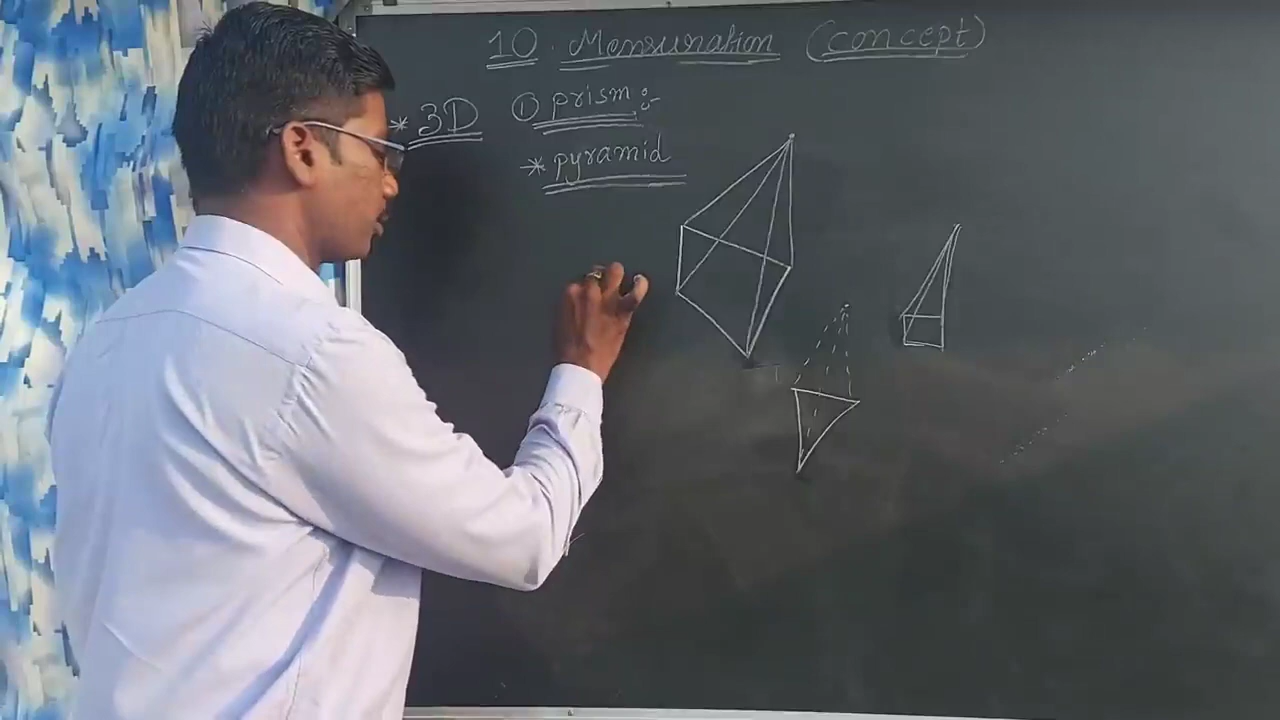 10. Mensuration (concept)
* 3D ① prism :-
* pyramid